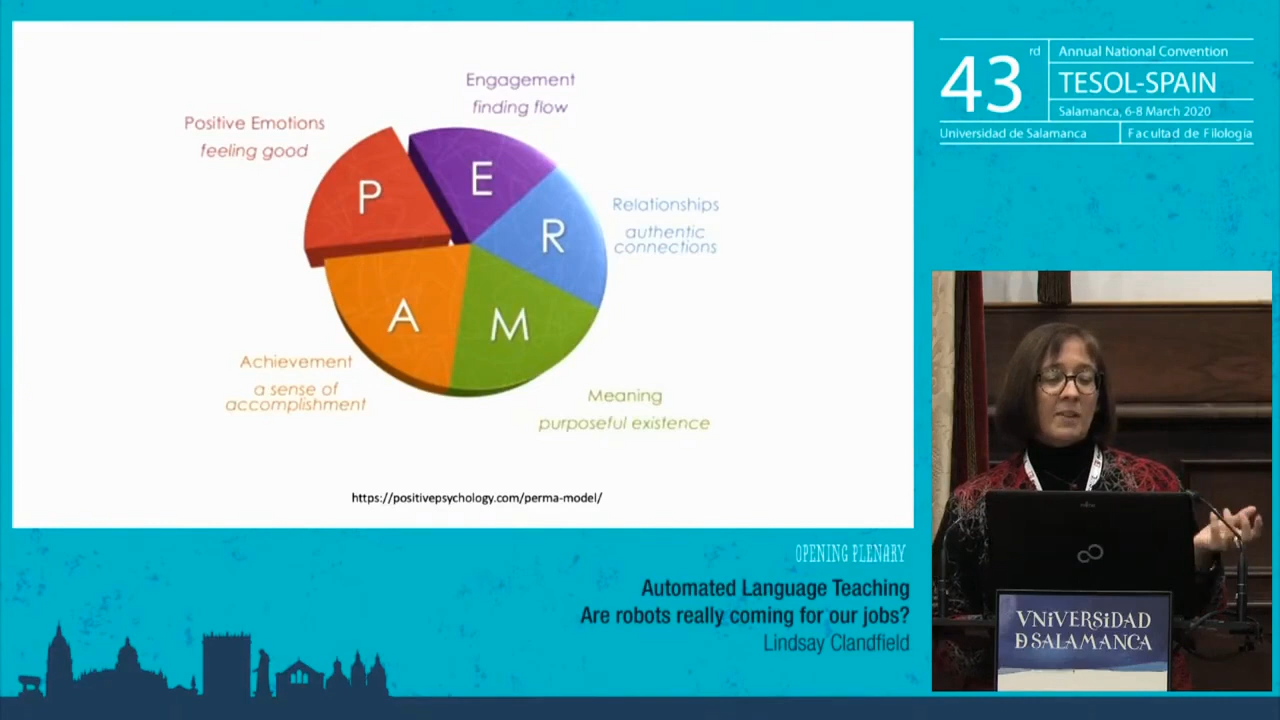 Engagement
finding flow
Positive Emotions
feeling good
P
E
R
Relationships
authentic
connections
A
M
Achievement
a sense of
accomplishment
Meaning
purposeful existence
https://positivepsychology.com/perma-model/
43rd
Annual National Convention
TESOL-SPAIN
Salamanca, 6-8 March 2020
Universidad de Salamanca
Facultad de Filología
OPENING PLENARY
Automated Language Teaching
Are robots really coming for our jobs?
Lindsay Clandfield
VNiVERSiDAD
Ð SALAMANCA